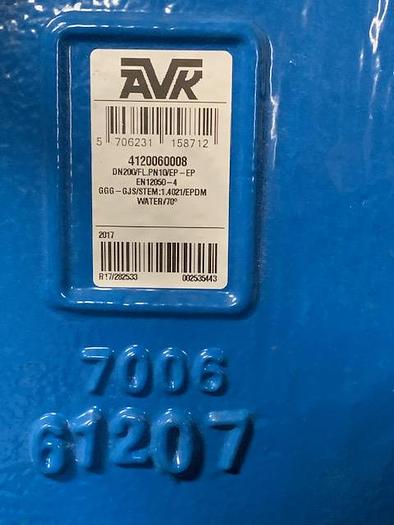 AVK
5 706231 158712
4120060008
DN200/FL.PN10/EP-EP
EN12050-4
GGG-GJS/STEM:1.4021/EPDM
WATER/70°
2017
R17/282533 002535443
7006
61207